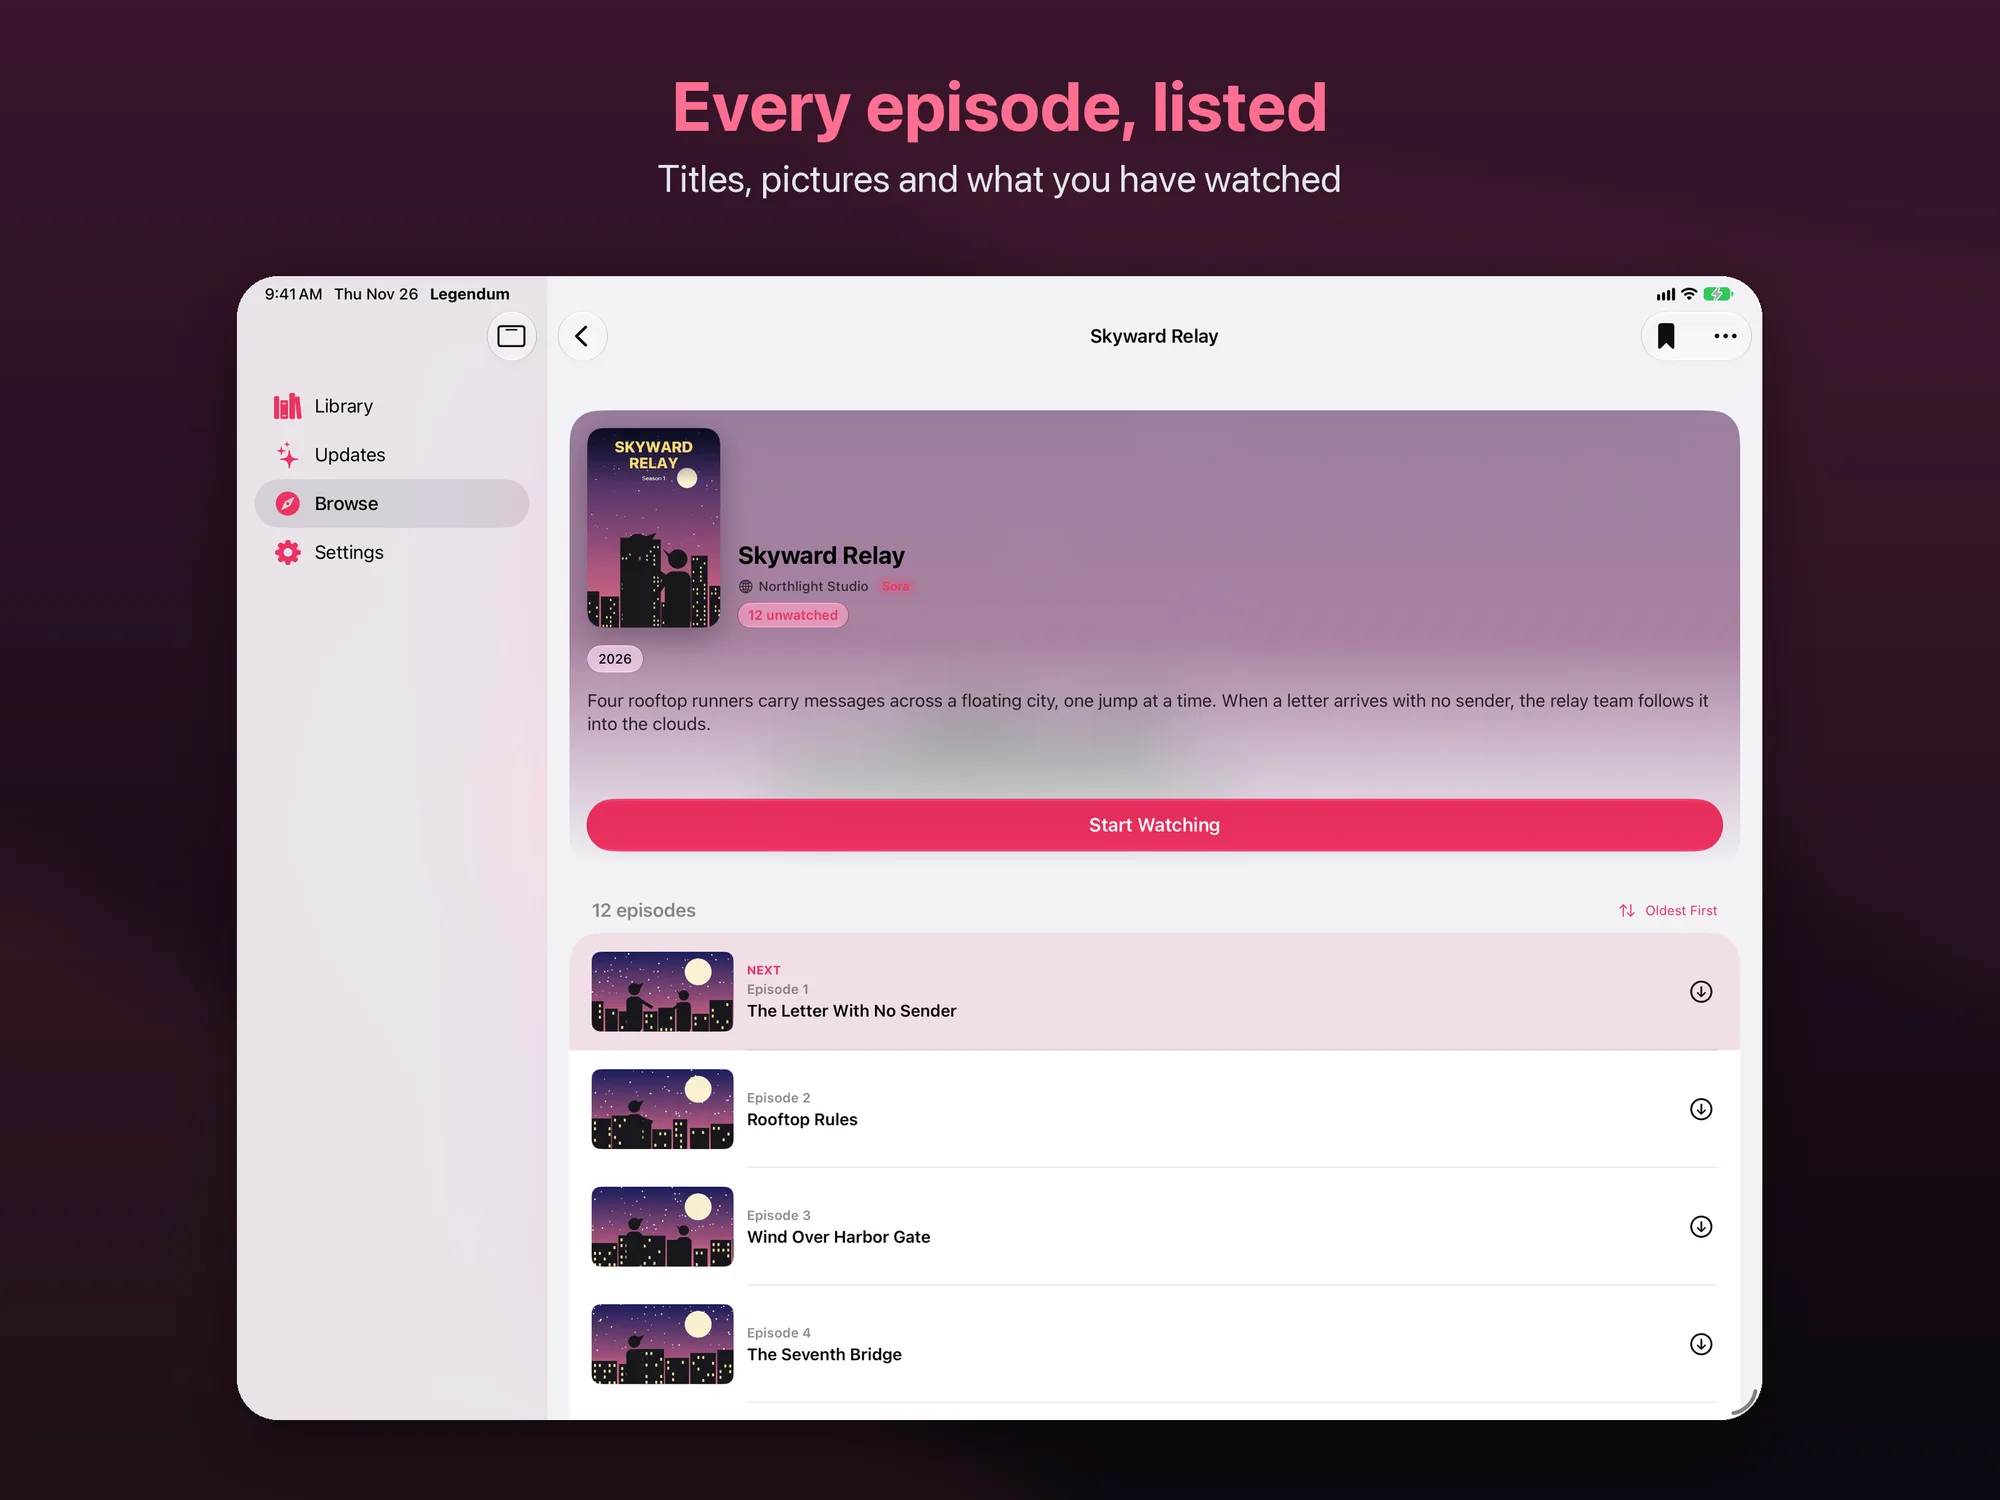 Every episode, listed
Titles, pictures and what you have watched
9:41 AM Thu Nov 26 Legendum
Skyward Relay
Library
Updates
Browse
Settings
SKYWARD
RELAY
Season 1
Skyward Relay
Northlight Studio Sora
12 unwatched
2026
Four rooftop runners carry messages across a floating city, one jump at a time. When a letter arrives with no sender, the relay team follows it
into the clouds.
Start Watching
12 episodes
Oldest First
NEXT
Episode 1
The Letter With No Sender
Episode 2
Rooftop Rules
Episode 3
Wind Over Harbor Gate
Episode 4
The Seventh Bridge